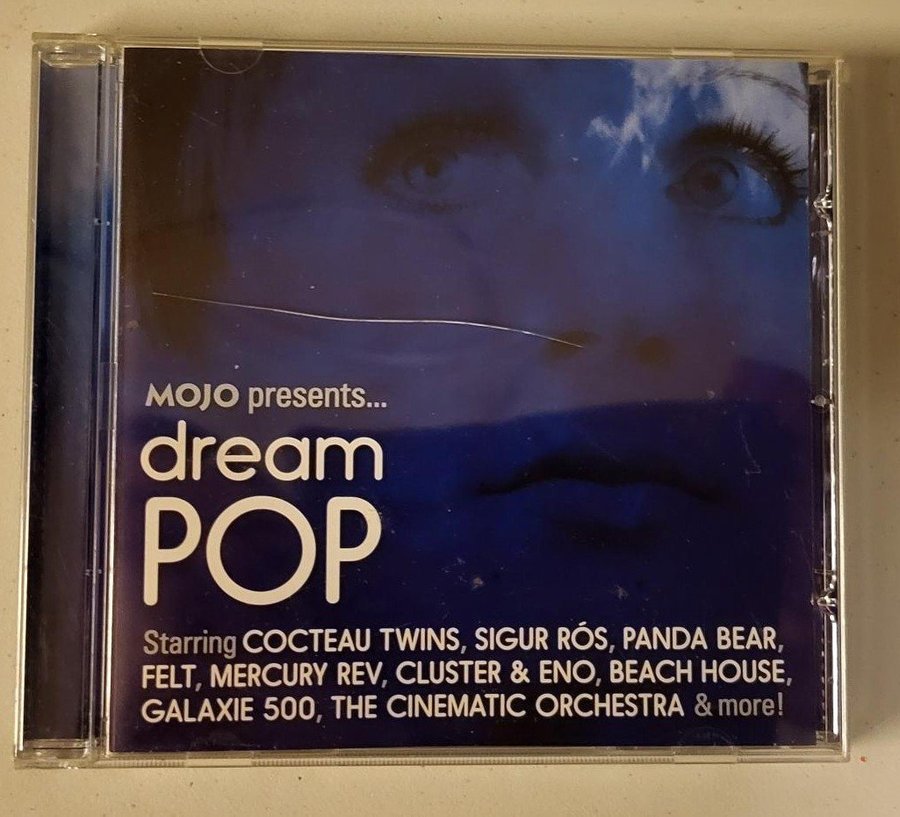 MOJO presents...
dream
POP
Starring COCTEAU TWINS, SIGUR RÓS, PANDA BEAR,
FELT, MERCURY REV, CLUSTER & ENO, BEACH HOUSE,
GALAXIE 500, THE CINEMATIC ORCHESTRA & more!